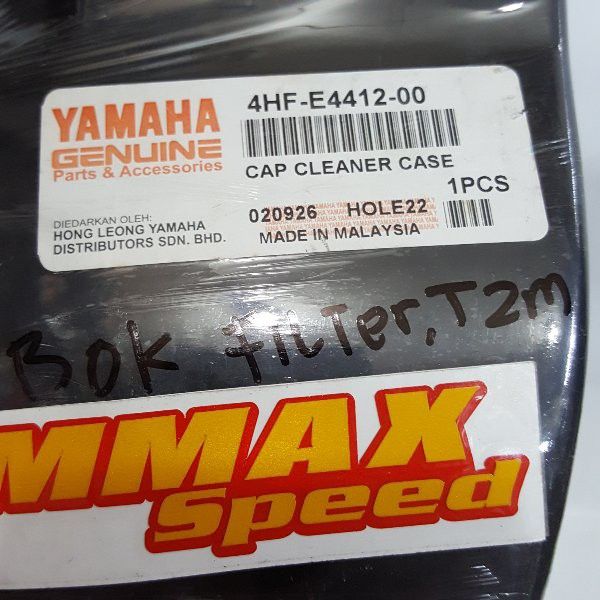 YAMAHA
GENUINE
Parts & Accessories
4HF-E4412-00
CAP CLEANER CASE
1PCS
DIEDARKAN OLEH:
HONG LEONG YAMAHA
DISTRIBUTORS SDN. BHD.
020926 HOLE22
MADE IN MALAYSIA
BOK FILTER, TZM
MMAX
Speed